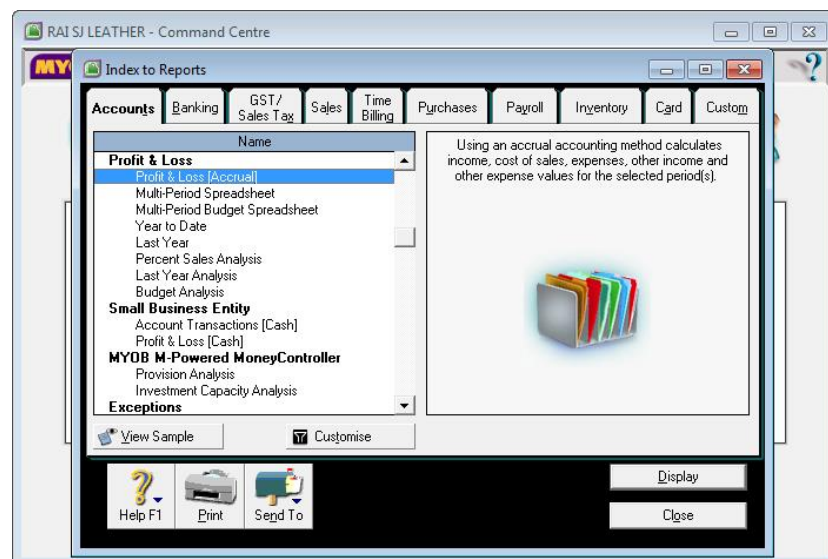 RAI SJ LEATHER - Command Centre
MY
?
Index to Reports
Accounts
Banking
GST/
Sales Tax
Sales
Time
Billing
Purchases
Payroll
Inventory
Card
Custom
Name
Profit & Loss
Profit & Loss [Accrual]
Multi-Period Spreadsheet
Multi-Period Budget Spreadsheet
Year to Date
Last Year
Percent Sales Analysis
Last Year Analysis
Budget Analysis
Small Business Entity
Account Transactions [Cash]
Profit & Loss [Cash]
MYOB M-Powered MoneyController
Provision Analysis
Investment Capacity Analysis
Exceptions
Using an accrual accounting method calculates
income, cost of sales, expenses, other income and
other expense values for the selected period(s).
View Sample
Customise
Help F1
Print
Send To
Display
Close